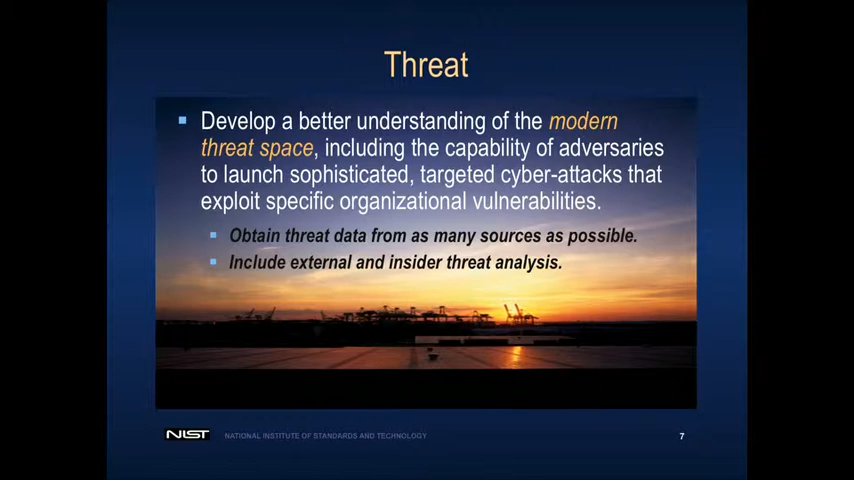 Threat
Develop a better understanding of the modern
threat space, including the capability of adversaries
to launch sophisticated, targeted cyber-attacks that
exploit specific organizational vulnerabilities.
Obtain threat data from as many sources as possible.
Include external and insider threat analysis.
NIST NATIONAL INSTITUTE OF STANDARDS AND TECHNOLOGY 7